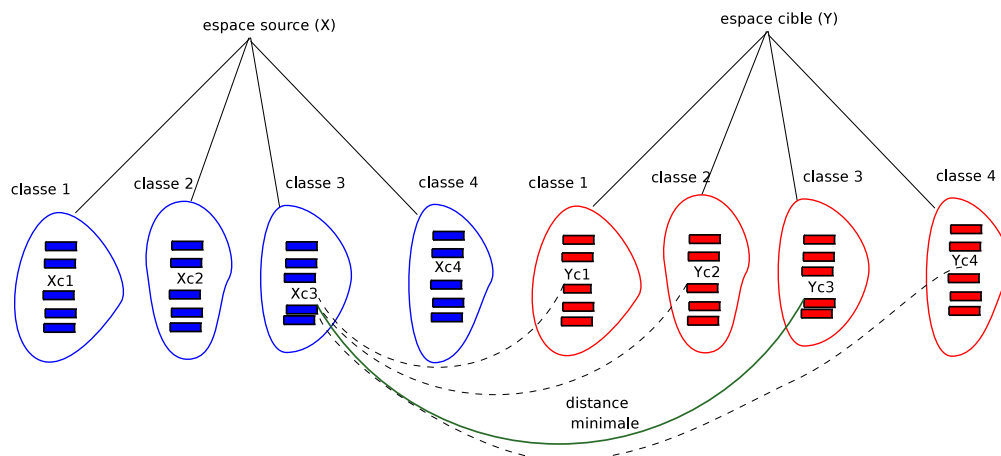 espace source (X)
espace cible (Y)
classe 1
classe 2
classe 3
classe 4
classe 1
classe 2
classe 3
classe 4
Xc1
Xc2
Xc3
Xc4
Yc1
Yc2
Yc3
Yc4
distance
minimale